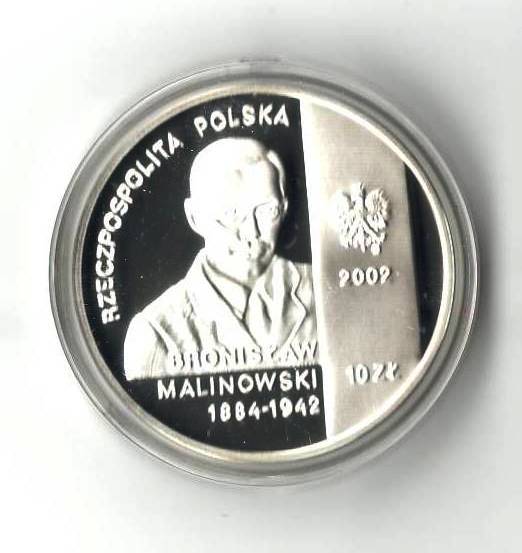 RZECZPOSPOLITA POLSKA
2002
10 ZŁ
BRONISŁAW
MALINOWSKI
1884-1942